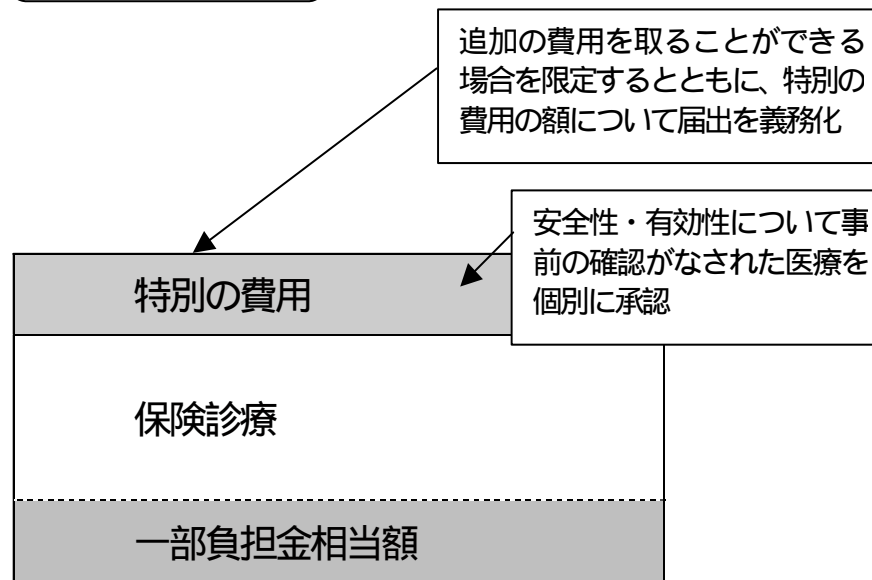 追加の費用を取ることができる
場合を限定するとともに、特別の
費用の額について届出を義務化
安全性・有効性について事
前の確認がなされた医療を
個別に承認
特別の費用
保険診療
一部負担金相当額